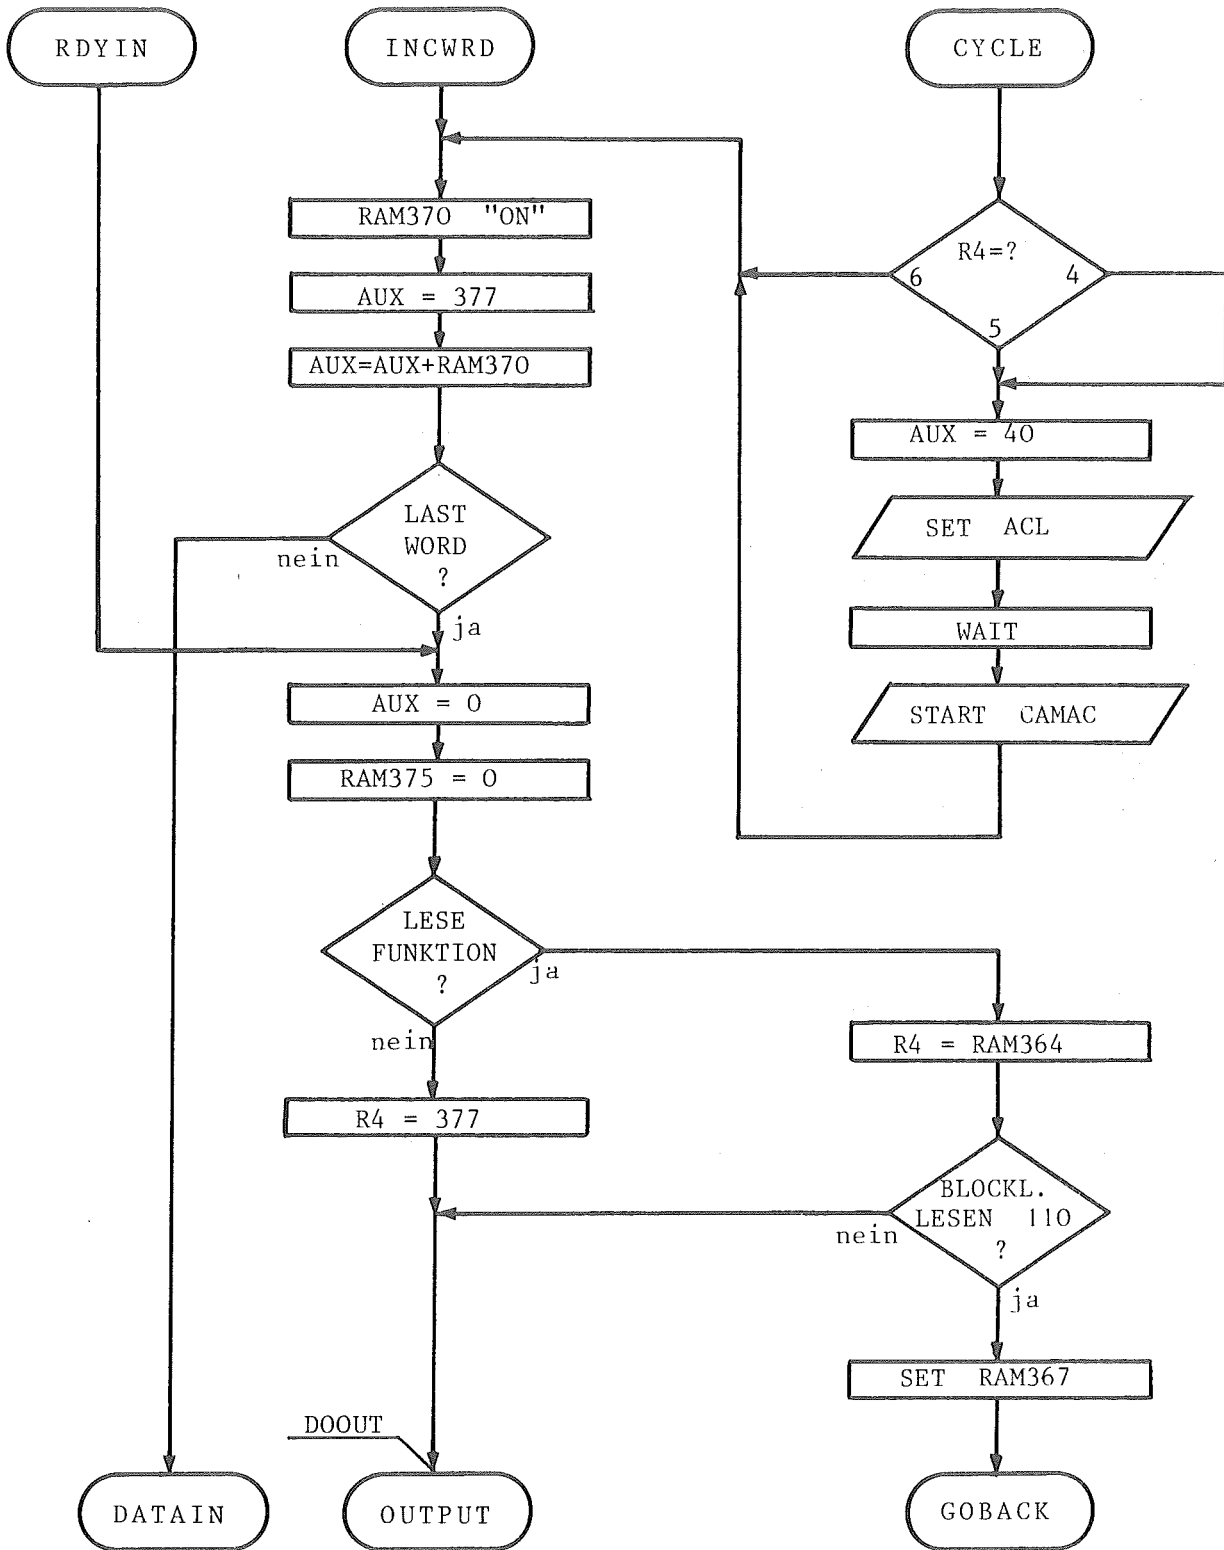 RDYIN
INCWRD
CYCLE
RAM370 "ON"
AUX = 377
AUX=AUX+RAM370
LAST
WORD
?
nein
ja
AUX = 0
RAM375 = 0
LESE
FUNKTION
?
ja
nein
R4 = 377
R4=?
6
4
5
AUX = 40
SET ACL
WAIT
START CAMAC
R4 = RAM364
BLOCKL.
LESEN 110
?
nein
ja
SET RAM367
DOOUT
DATAIN
OUTPUT
GOBACK